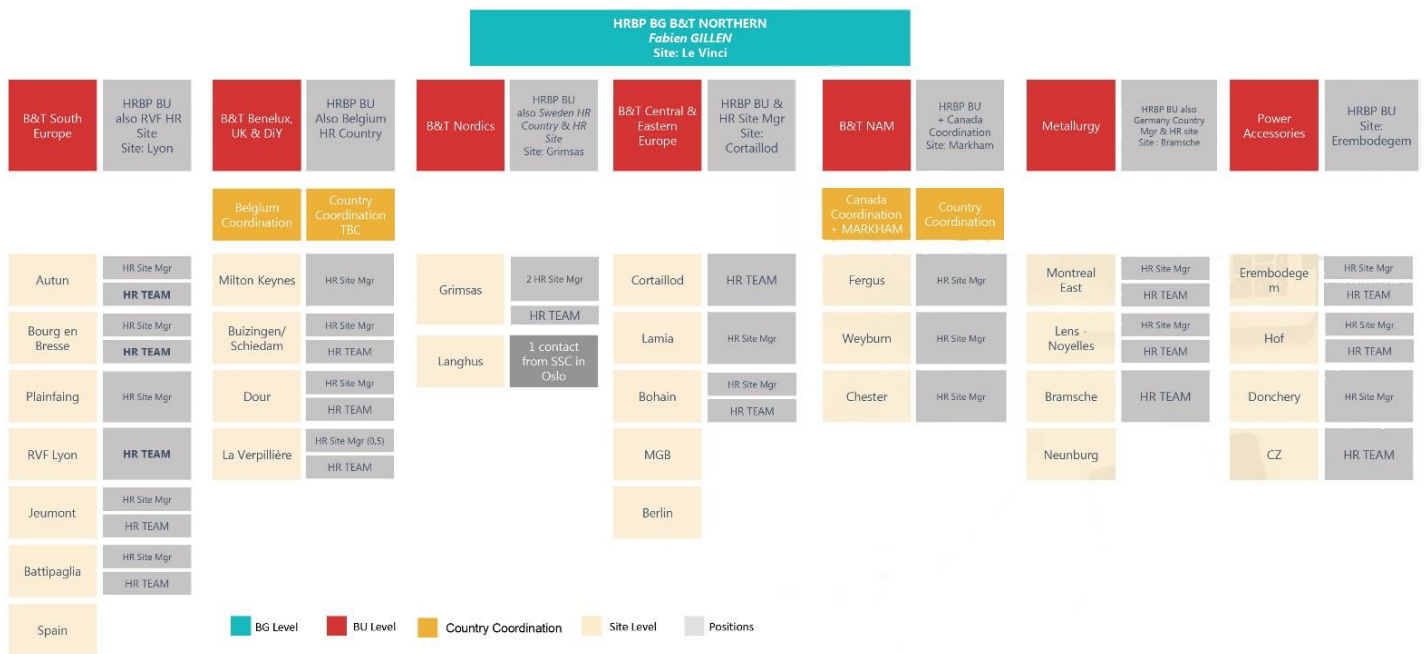 HRBP BG B&T NORTHERN
Fabien GILLEN
Site: Le Vinci
B&T South
Europe
HRBP BU
also RVF HR
Site
Site: Lyon
B&T Benelux,
UK & DiY
HRBP BU
Also Belgium
HR Country
B&T Nordics
HRBP BU
also Sweden HR
Country & HR
Site
Site: Grimsas
B&T Central &
Eastern
Europe
HRBP BU &
HR Site Mgr
Site:
Cortaillod
B&T NAM
HRBP BU
+ Canada
Coordination
Site: Markham
Metallurgy
HRBP BU also
Germany Country
Mgr & HR site
Site : Bramsche
Power
Accessories
HRBP BU
Site:
Erembodegem
Belgium
Coordination
Country
Coordination
TBC
Canada
Coordination
+ MARKHAM
Country
Coordination
Autun
HR Site Mgr
HR TEAM
Bourg en
Bresse
HR Site Mgr
HR TEAM
Plainfaing
HR Site Mgr
RVF Lyon
HR TEAM
Jeumont
HR Site Mgr
HR TEAM
Battipaglia
HR Site Mgr
HR TEAM
Spain
Milton Keynes
HR Site Mgr
Buizingen/
Schiedam
HR Site Mgr
HR TEAM
Dour
HR Site Mgr
HR TEAM
La Verpillière
HR Site Mgr (0,5)
HR TEAM
Grimsas
2 HR Site Mgr
HR TEAM
Langhus
1 contact
from SSC in
Oslo
Cortaillod
HR TEAM
Lamia
HR Site Mgr
Bohain
HR Site Mgr
HR TEAM
MGB
Berlin
Fergus
HR Site Mgr
Weyburn
HR Site Mgr
Chester
HR Site Mgr
Montreal
East
HR Site Mgr
HR TEAM
Lens -
Noyelles
HR Site Mgr
HR TEAM
Bramsche
HR TEAM
Neunburg
Erembodege
m
HR Site Mgr
HR TEAM
Hof
HR Site Mgr
HR TEAM
Donchery
HR Site Mgr
CZ
HR TEAM
BG Level
BU Level
Country Coordination
Site Level
Positions